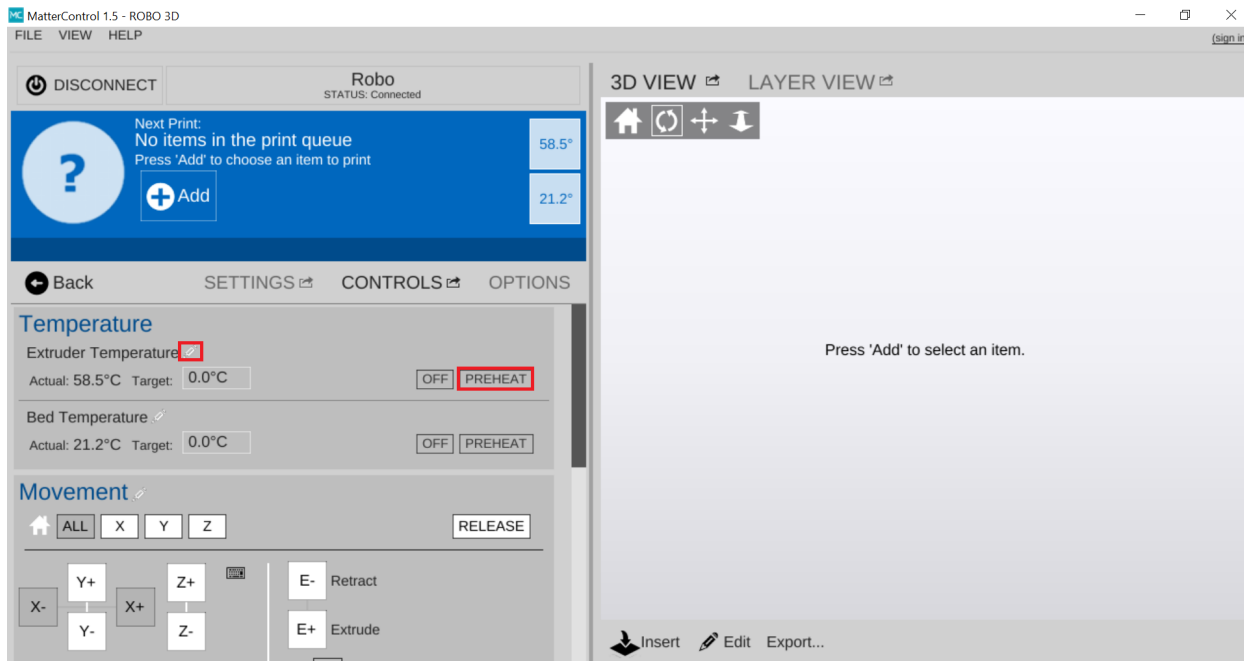 MC MatterControl 1.5 - ROBO 3D
FILE VIEW HELP
(sign in
DISCONNECT
Robo
STATUS: Connected
Next Print:
No items in the print queue
Press 'Add' to choose an item to print
Add
?
58.5°
21.2°
Back SETTINGS CONTROLS OPTIONS
Temperature
Extruder Temperature
Actual: 58.5°C Target: 0.0°C OFF PREHEAT
Bed Temperature
Actual: 21.2°C Target: 0.0°C OFF PREHEAT
Movement
ALL X Y Z RELEASE
Y+ Z+ E- Retract
X- X+
Y- Z- E+ Extrude
3D VIEW LAYER VIEW
Press 'Add' to select an item.
Insert Edit Export...